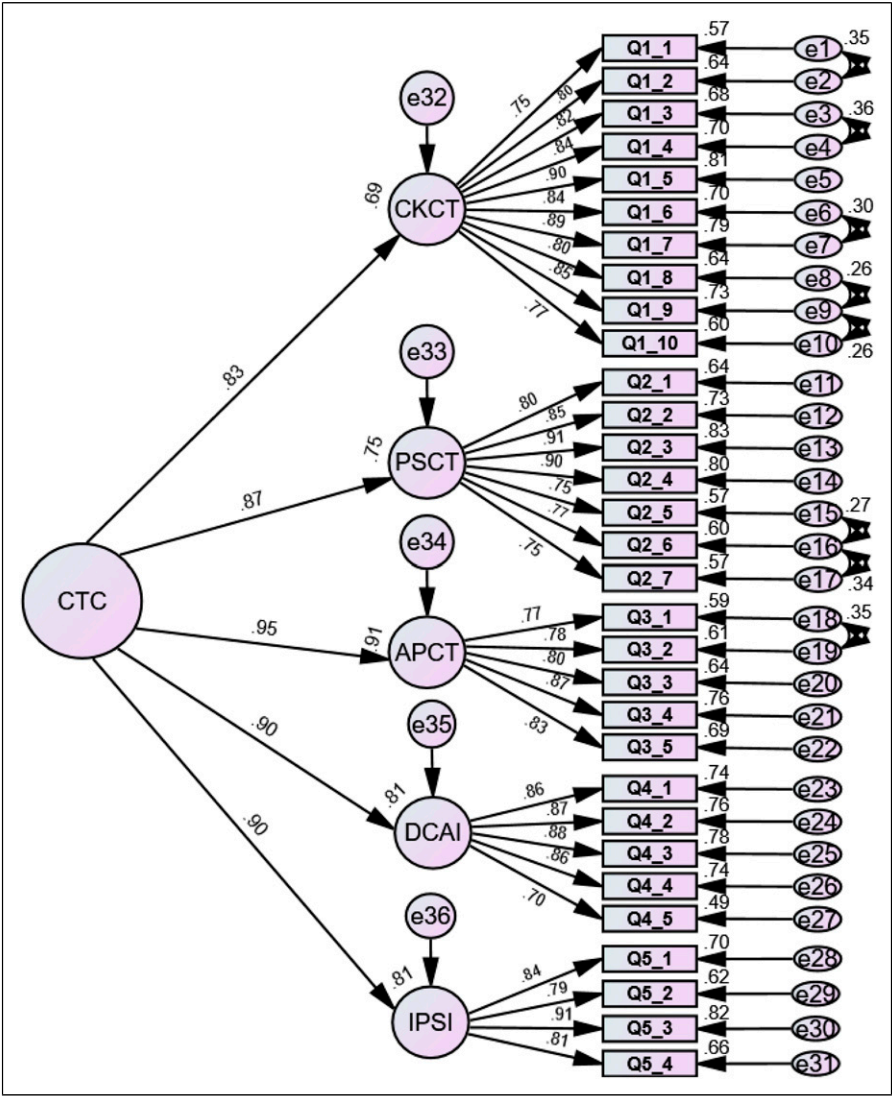 .57
Q1_1 e1 .35
.75 .64
e32 .80 Q1_2 e2
.82 .68
Q1_3 e3 .36
.84 .70
Q1_4 e4
.90 .81
Q1_5 e5
.69 CKCT .84 .70
Q1_6 e6 .30
.89 .79
Q1_7 e7
.80 .64
Q1_8 e8 .26
.85 .73
Q1_9 e9
.77 .60
Q1_10 e10 .26
.83
e33 .64
.80 Q2_1 e11
.85 .73
Q2_2 e12
.91 .83
.75 PSCT Q2_3 e13
.90 .80
Q2_4 e14
.87 .75 .57
Q2_5 e15 .27
.77 .60
e34 Q2_6 e16
.75 .57
Q2_7 e17 .34
CTC
.77 .59
Q3_1 e18 .35
.95 .91 APCT .78 .61
Q3_2 e19
.80 .64
Q3_3 e20
.87 .76
Q3_4 e21
e35 .83 .69
Q3_5 e22
.90 .74
.86 Q4_1 e23
.81 .87 .76
Q4_2 e24
DCAI .88 .78
Q4_3 e25
.90 .86 .74
Q4_4 e26
.70 .49
e36 Q4_5 e27
.70
.84 Q5_1 e28
.81 .79 .62
Q5_2 e29
IPSI .91 .82
Q5_3 e30
.81 .66
Q5_4 e31